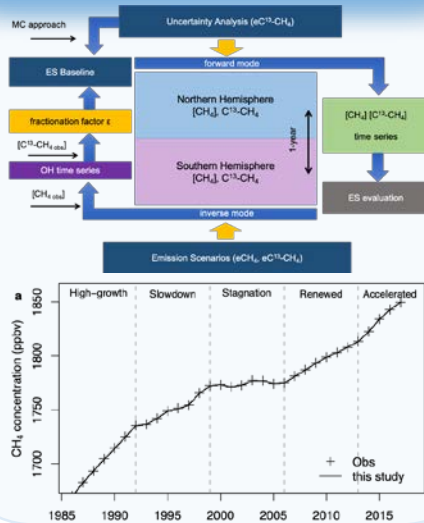 MC approach
Uncertainty Analysis (eC¹³-CH₄)
ES Baseline
forward mode
fractionation factor ε
[C¹³-CH₄ obs]
OH time series
[CH₄ obs]
Northern Hemisphere
[CH₄], C¹³-CH₄
Southern Hemisphere
[CH₄], C¹³-CH₄
1-year
[CH₄] [C¹³-CH₄]
time series
ES evaluation
inverse mode
Emission Scenarios (eCH₄, eC¹³-CH₄)
a
High-growth Slowdown Stagnation Renewed Accelerated
CH₄ concentration (ppbv)
1850
1800
1750
1700
Obs
this study
1985 1990 1995 2000 2005 2010 2015